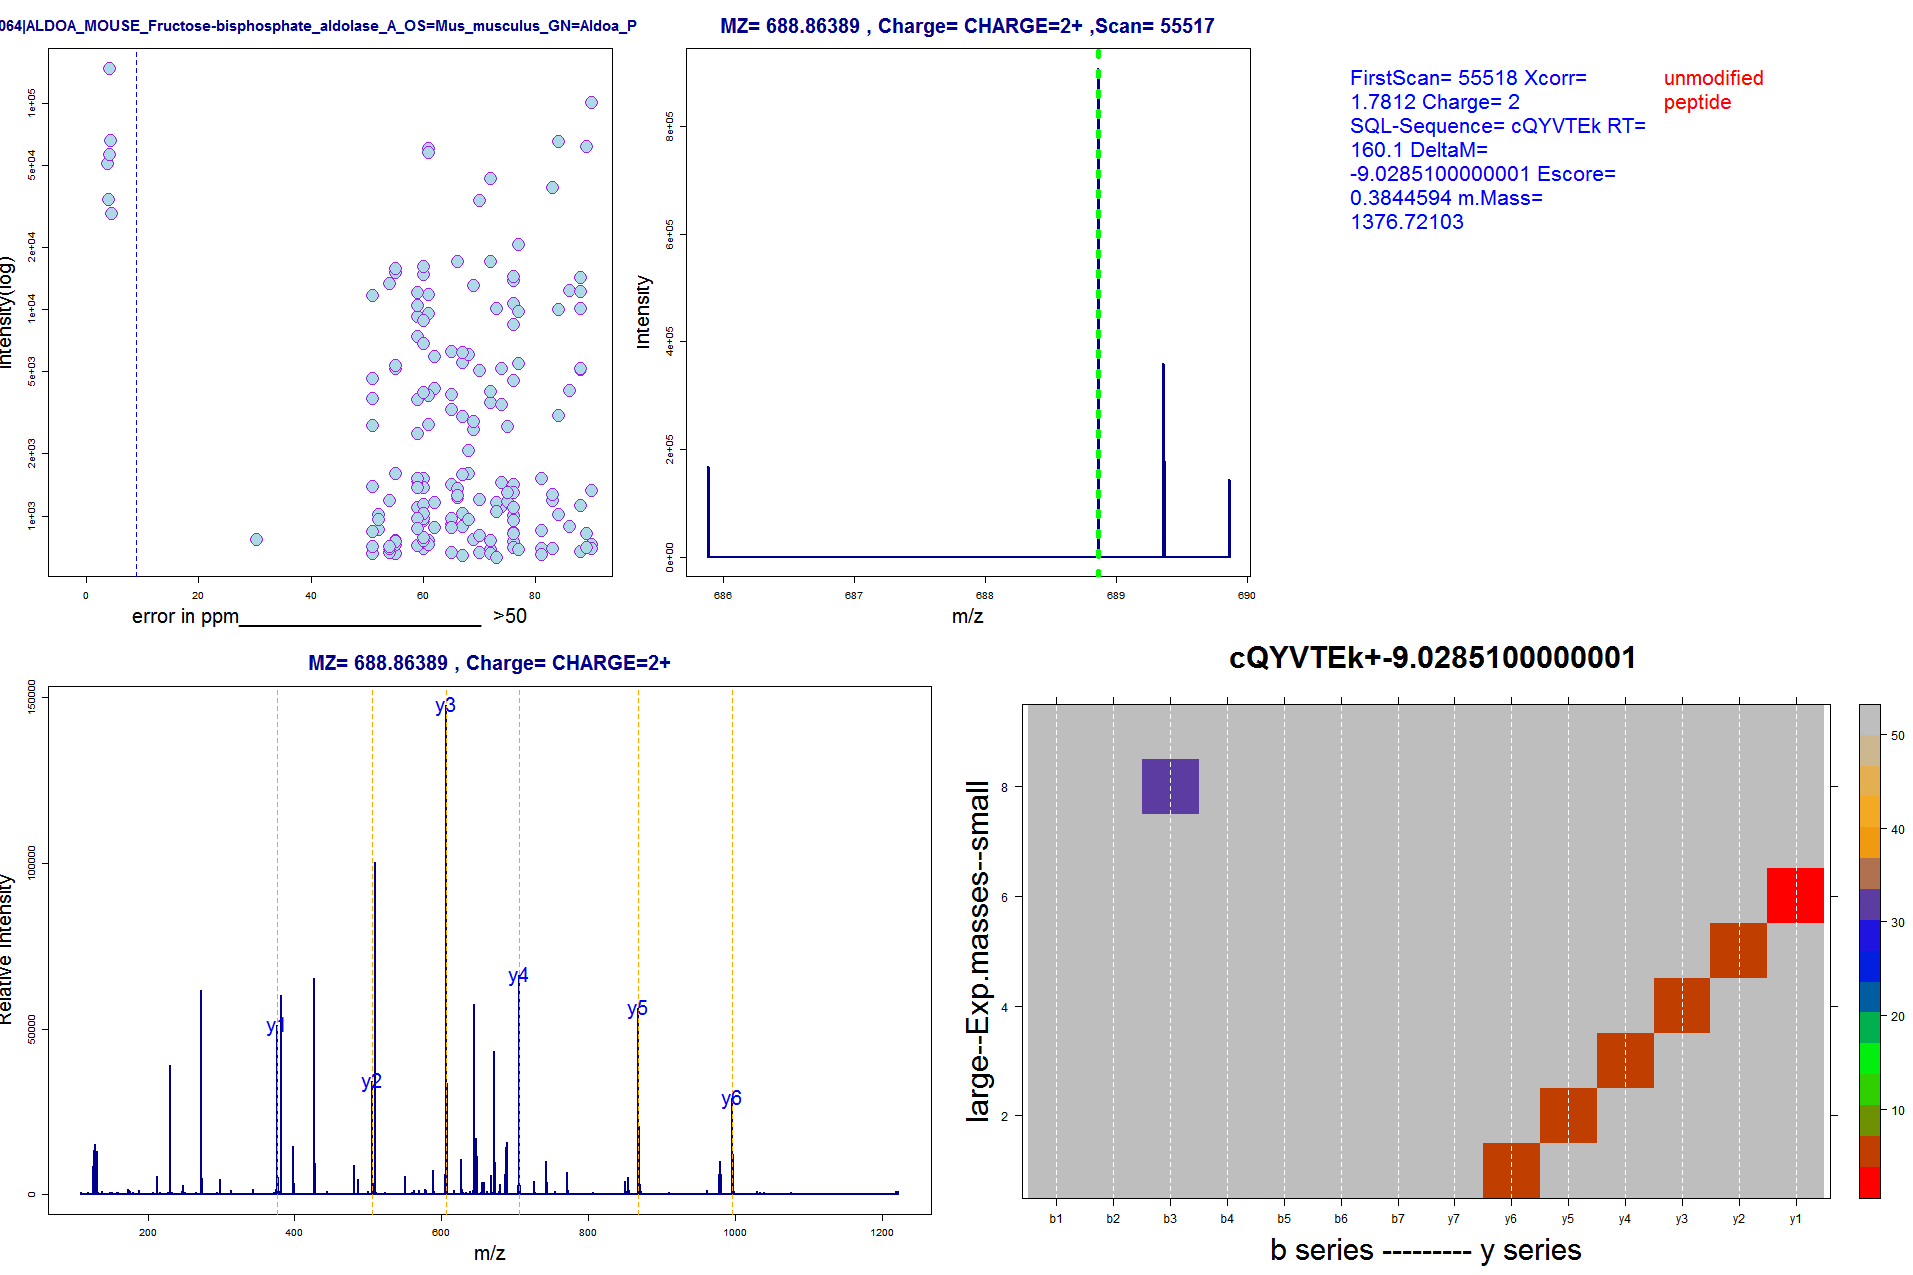 064|ALDOA_MOUSE_Fructose-bisphosphate_aldolase_A_OS=Mus_musculus_GN=Aldoa_P
Intensity(log)
1e+05
5e+04
2e+04
1e+04
5e+03
2e+03
1e+03
0 20 40 60 80
error in ppm______________________ >50
MZ= 688.86389 , Charge= CHARGE=2+ ,Scan= 55517
Intensity
8e+05
6e+05
4e+05
2e+05
0e+00
686 687 688 689 690
m/z
FirstScan= 55518 Xcorr=
1.7812 Charge= 2
SQL-Sequence= cQYVTEk RT=
160.1 DeltaM=
-9.0285100000001 Escore=
0.3844594 m.Mass=
1376.72103
unmodified
peptide
MZ= 688.86389 , Charge= CHARGE=2+
Relative Intensity
150000
100000
50000
0
y3
y4
y5
y1
y2
y6
200 400 600 800 1000 1200
m/z
cQYVTEk+-9.0285100000001
large--Exp.masses--small
8
6
4
2
b1 b2 b3 b4 b5 b6 b7 y7 y6 y5 y4 y3 y2 y1
b series --------- y series
50
40
30
20
10